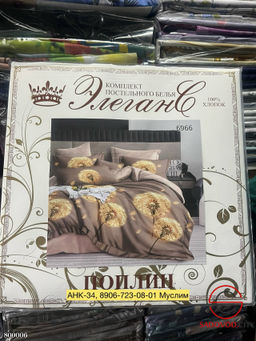 КОМПЛЕКТ
ПОСТЕЛЬНОГО БЕЛЬЯ
ЭлеганС
100%
ХЛОПОК
6966
ПОПЛИН
АНК-34, 8906-723-08-01 Муслим
800006